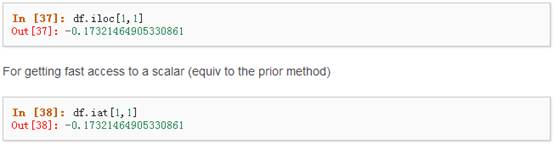 In [37]: df.iloc[1,1]
Out[37]: -0.17321464905330861
For getting fast access to a scalar (equiv to the prior method)
In [38]: df.iat[1,1]
Out[38]: -0.17321464905330861